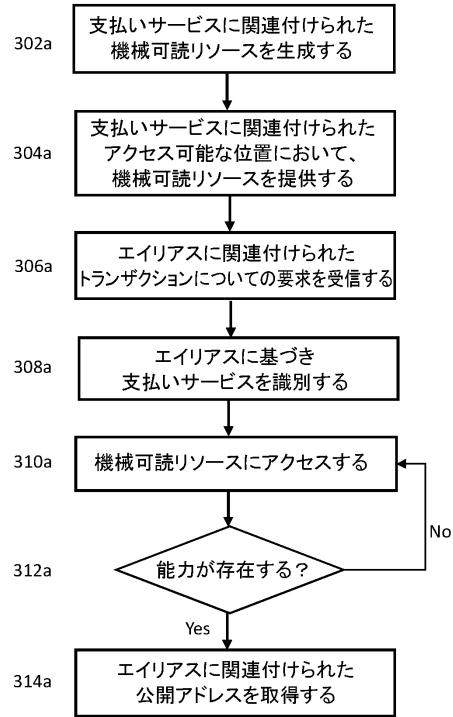 302a
支払いサービスに関連付けられた
機械可読リソースを生成する
304a
支払いサービスに関連付けられた
アクセス可能な位置において、
機械可読リソースを提供する
306a
エイリアスに関連付けられた
トランザクションについての要求を受信する
308a
エイリアスに基づき
支払いサービスを識別する
310a
機械可読リソースにアクセスする
No
312a
能力が存在する？
Yes
314a
エイリアスに関連付けられた
公開アドレスを取得する